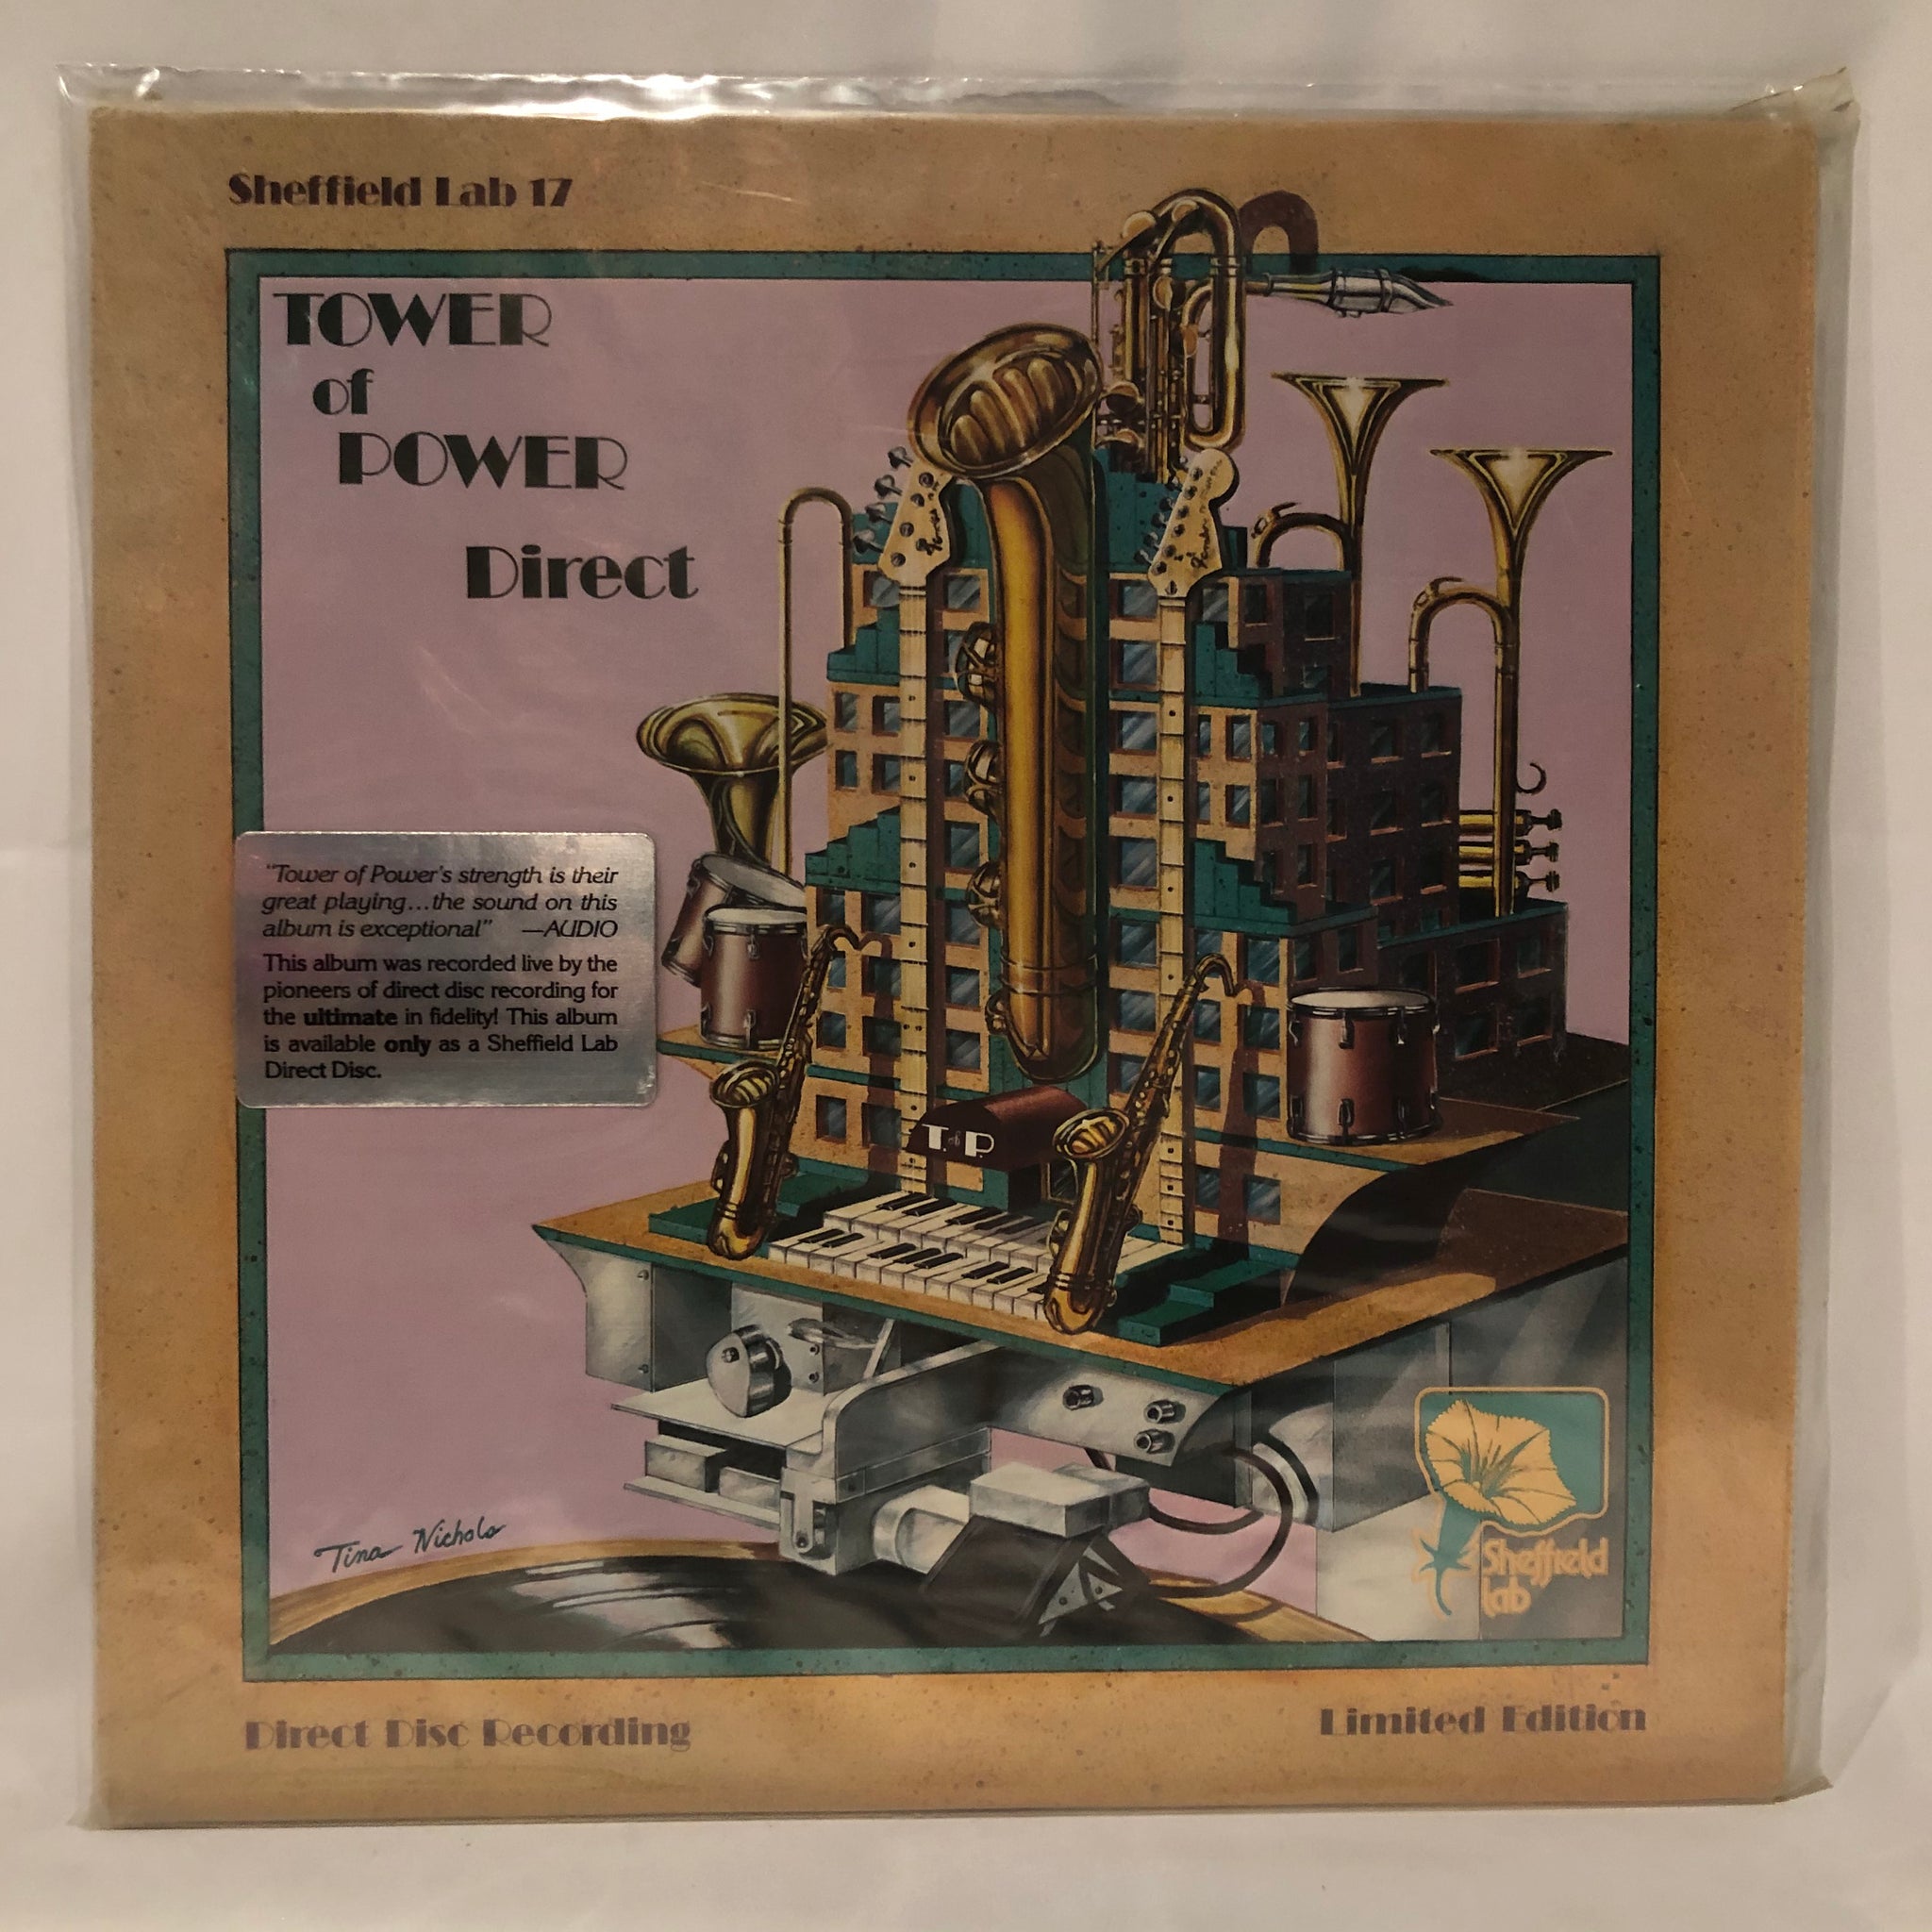 Sheffield Lab 17
TOWER
of
POWER
Direct
Fender
Fender
"Tower of Power's strength is their
great playing...the sound on this
album is exceptional" —AUDIO
This album was recorded live by the
pioneers of direct disc recording for
the ultimate in fidelity! This album
is available only as a Sheffield Lab
Direct Disc.
T. of P.
Tina Nichols
Sheffield
Lab
Direct Disc Recording
Limited Edition